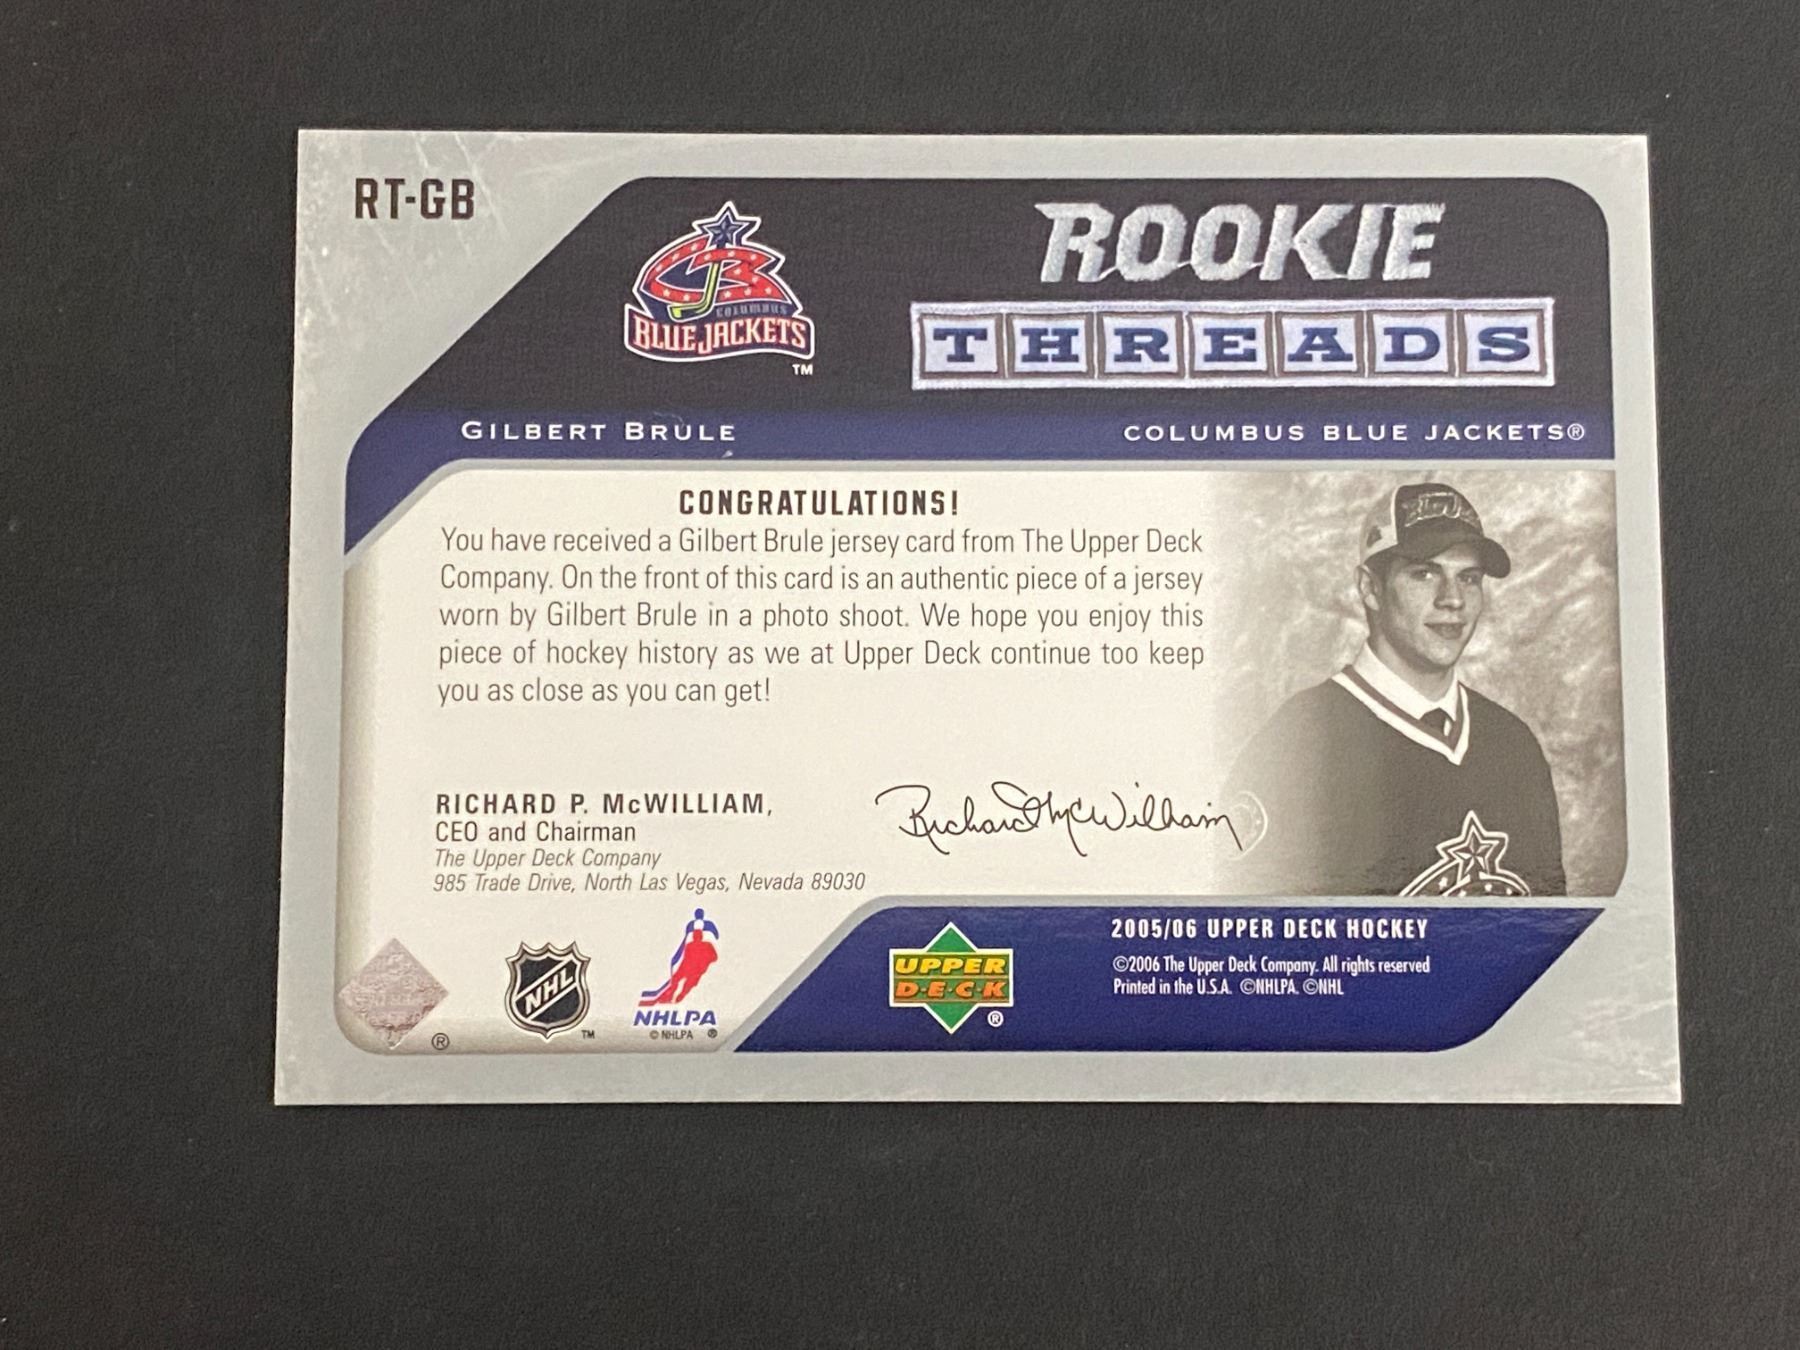 RT-GB
COLUMBUS
BLUE JACKETS
TM
ROOKIE
THREADS
GILBERT BRULE
COLUMBUS BLUE JACKETS®
CONGRATULATIONS!
You have received a Gilbert Brule jersey card from The Upper Deck
Company. On the front of this card is an authentic piece of a jersey
worn by Gilbert Brule in a photo shoot. We hope you enjoy this
piece of hockey history as we at Upper Deck continue too keep
you as close as you can get!
RICHARD P. McWILLIAM,
CEO and Chairman
The Upper Deck Company
985 Trade Drive, North Las Vegas, Nevada 89030
Richard McWilliam
®
NHL
TM
NHLPA
© NHLPA ®
UPPER
D·E·C·K
®
2005/06 UPPER DECK HOCKEY
©2006 The Upper Deck Company. All rights reserved
Printed in the U.S.A. ©NHLPA. ©NHL